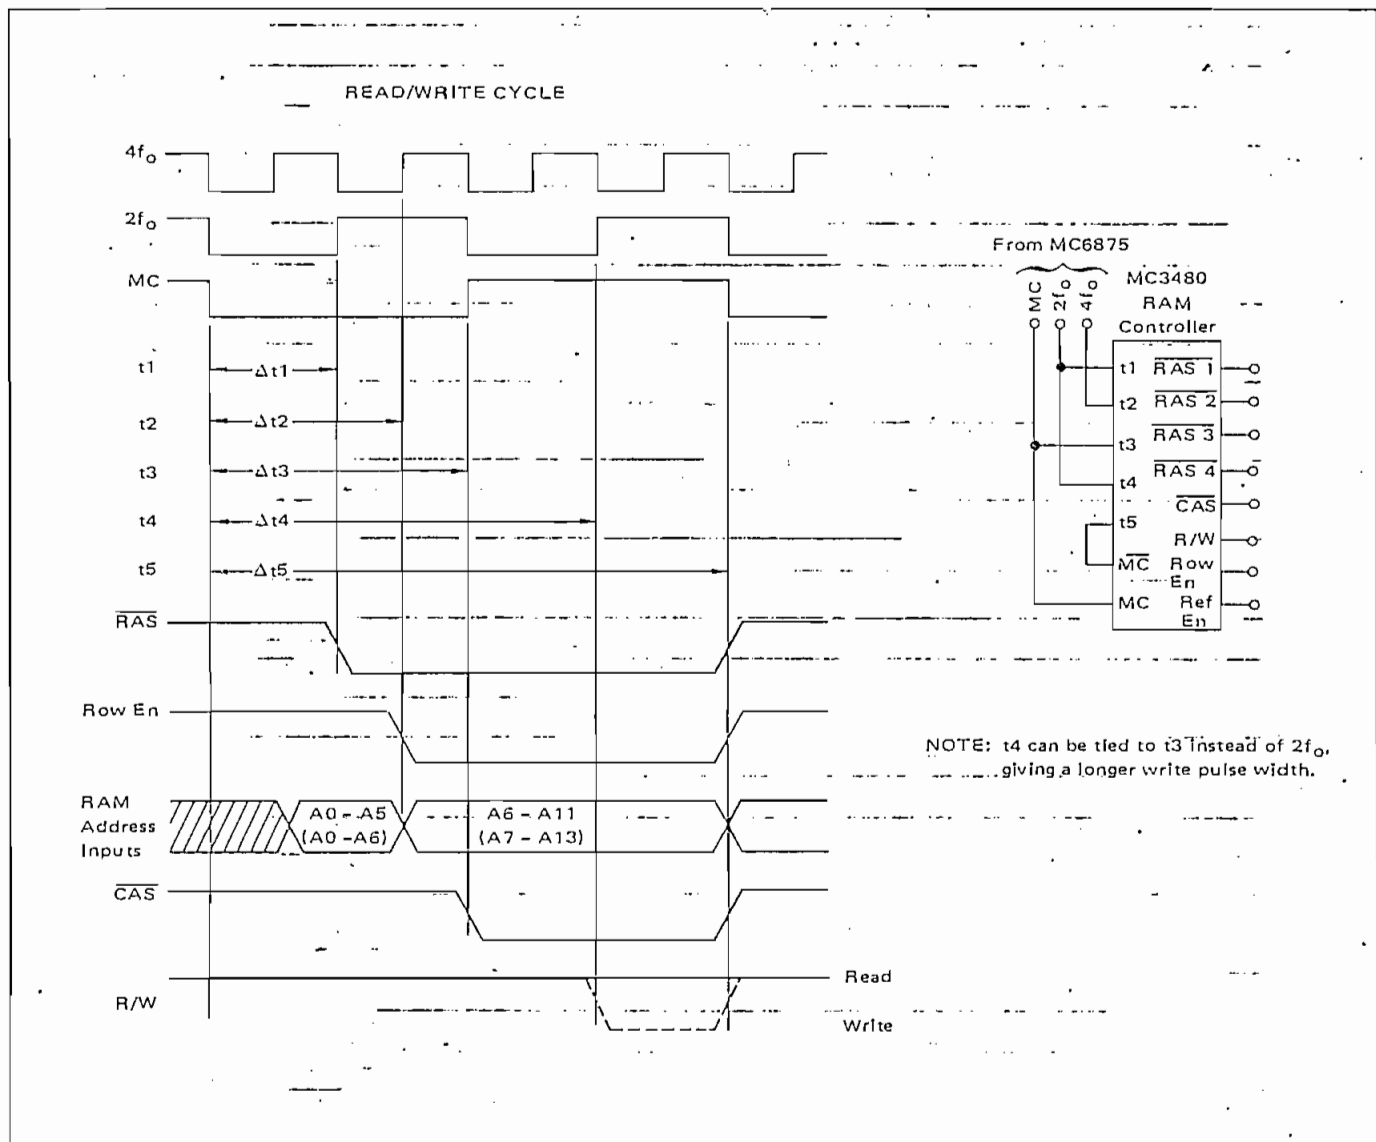 READ/WRITE CYCLE
4fo
2fo
MC
t1 Δt1
t2 Δt2
t3 Δt3
t4 Δt4
t5 Δt5
RAS
Row En
RAM
Address
Inputs
A0 – A5
(A0 – A6)
A6 – A11
(A7 – A13)
CAS
R/W
Read
Write
From MC6875
MC
2fo
4fo
MC3480
RAM
Controller
t1 RAS 1
t2 RAS 2
t3 RAS 3
t4 RAS 4
CAS
t5
R/W
MC Row
En
MC Ref
En
NOTE: t4 can be tied to t3 instead of 2fo,
giving a longer write pulse width.